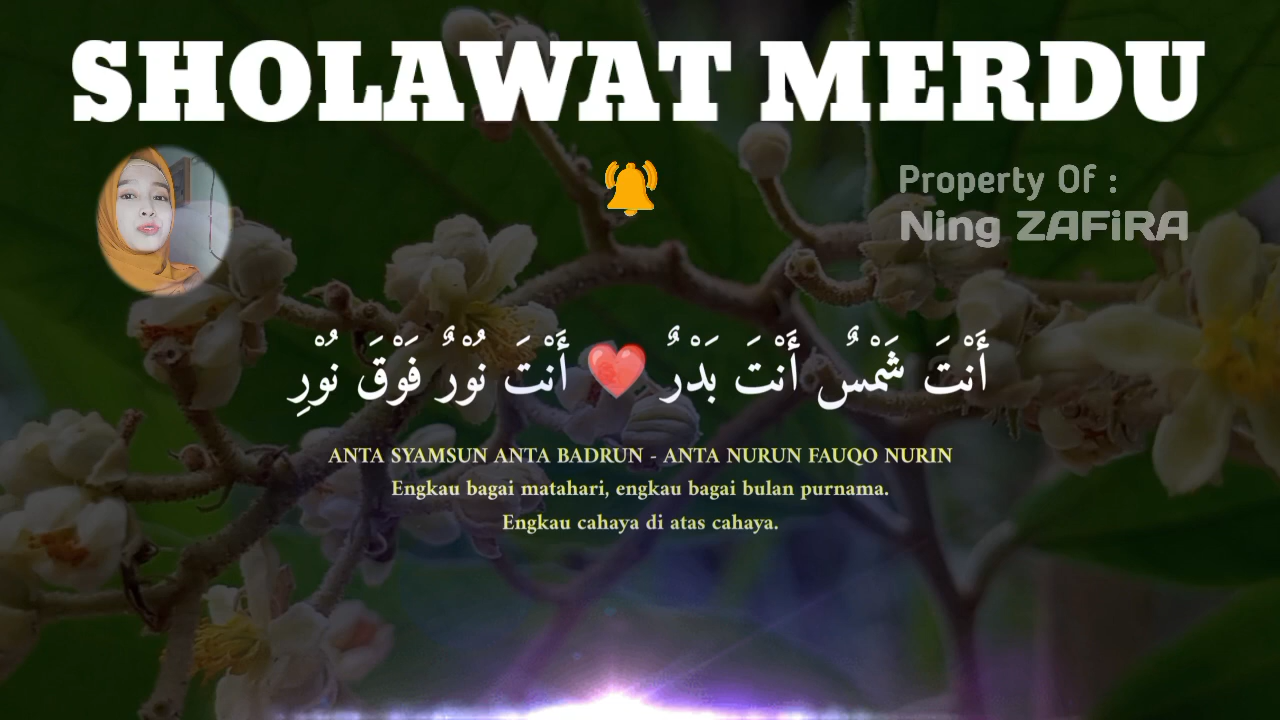 SHOLAWAT MERDU
Property Of :
Ning ZAFiRA
أَنْتَ شَمْسٌ أَنْتَ بَدْرٌ ❤️ أَنْتَ نُوْرٌ فَوْقَ نُوْرِ
ANTA SYAMSUN ANTA BADRUN - ANTA NURUN FAUQO NURIN
Engkau bagai matahari, engkau bagai bulan purnama.
Engkau cahaya di atas cahaya.